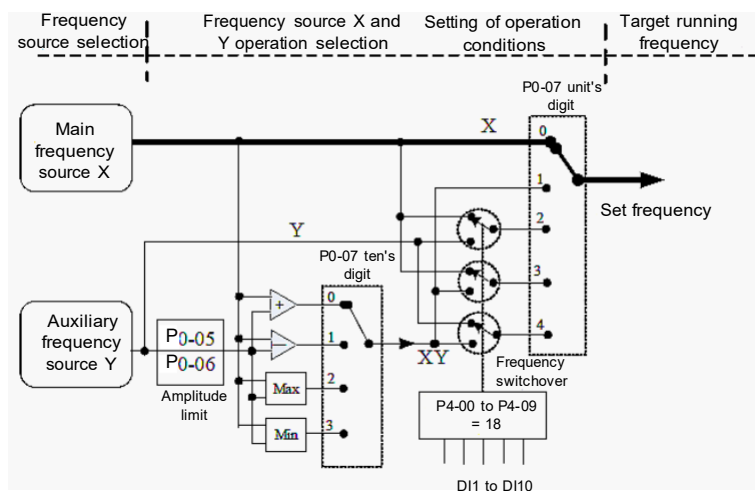 Frequency
source selection
Frequency source X and
Y operation selection
Setting of operation
conditions
Target running
frequency
P0-07 unit's
digit
Main
frequency
source X
X
0
1
2
3
4
Set frequency
Y
P0-07 ten's
digit
Auxiliary
frequency
source Y
P0-05
P0-06
Amplitude
limit
+
−
Max
Min
0
1
2
3
XY
Frequency
switchover
P4-00 to P4-09
= 18
DI1 to DI10